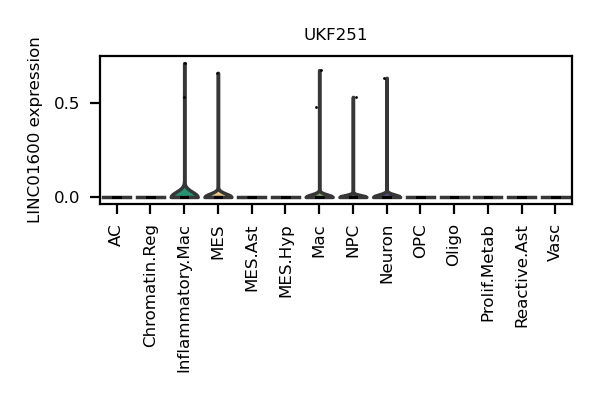 UKF251
LINC01600 expression
0.5
0.0
AC
Chromatin.Reg
Inflammatory.Mac
MES
MES.Ast
MES.Hyp
Mac
NPC
Neuron
OPC
Oligo
Prolif.Metab
Reactive.Ast
Vasc